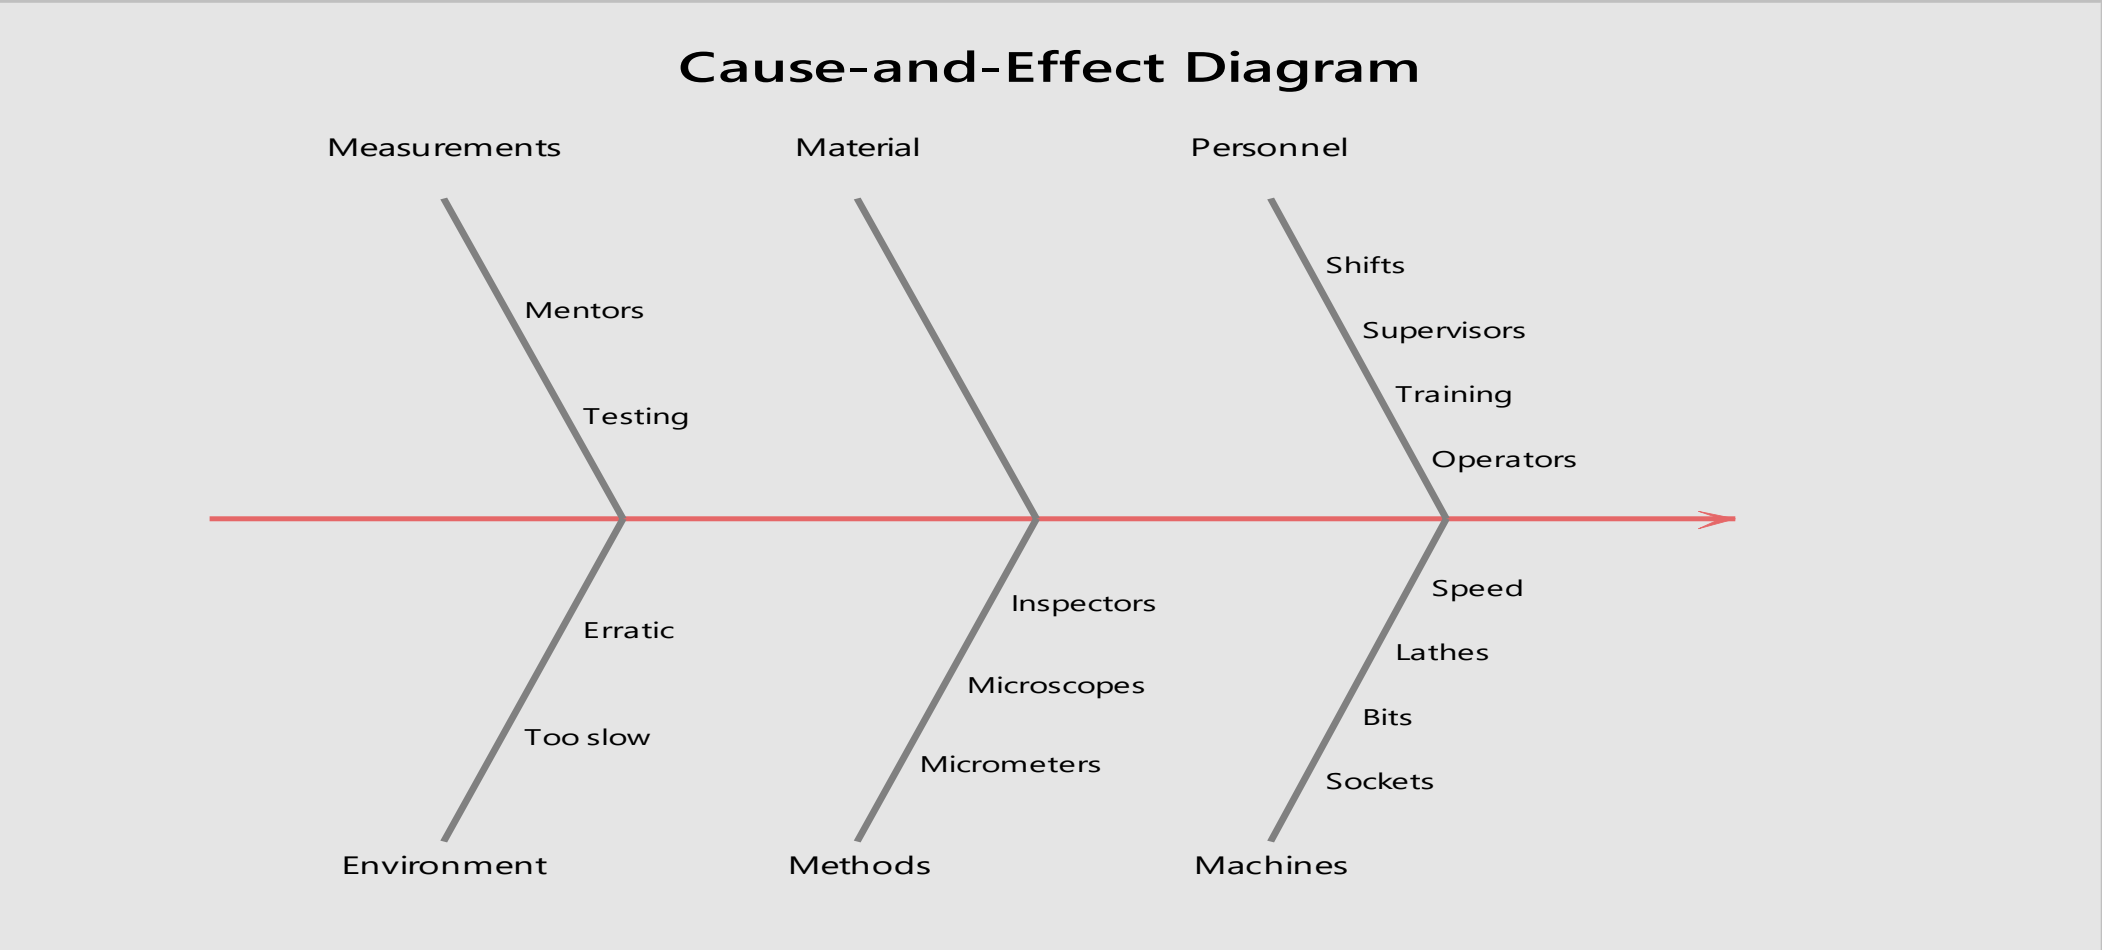 Cause-and-Effect Diagram
Measurements
Material
Personnel
Shifts
Mentors
Supervisors
Training
Testing
Operators
Speed
Inspectors
Erratic
Lathes
Microscopes
Bits
Too slow
Micrometers
Sockets
Environment
Methods
Machines